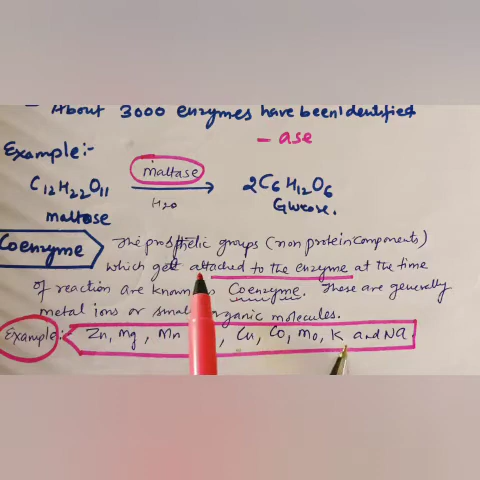 - About 3000 enzymes have been identified
- ase
Example:-
C12H22O11 maltase 2C6H12O6
H2O
maltose Glucose.
Coenzyme The prosthetic groups (non protein components)
which get attached to the enzyme at the time
of reaction are known as Coenzyme. These are generally
metal ions or small organic molecules.
Example: Zn, Mg, Mn , Cu, Co, Mo, K and Na.